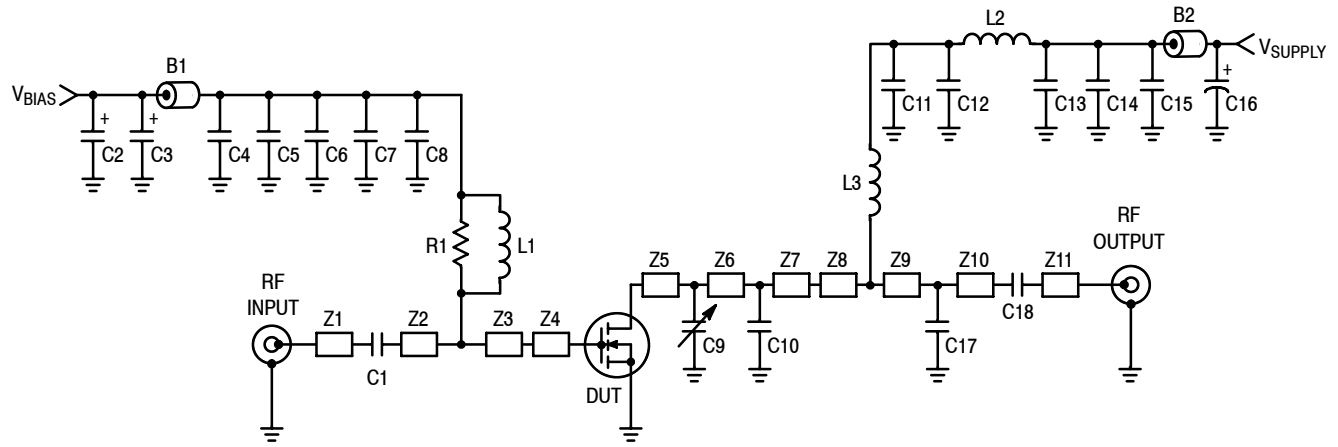 L2
B2
V_SUPPLY
+
C11
C12
C13
C14
C15
C16
B1
V_BIAS
+
+
C2
C3
C4
C5
C6
C7
C8
L3
R1
L1
RF
INPUT
RF
OUTPUT
Z5
Z6
Z7
Z8
Z9
Z10
Z11
C18
C9
C10
C17
Z1
Z2
Z3
Z4
C1
DUT